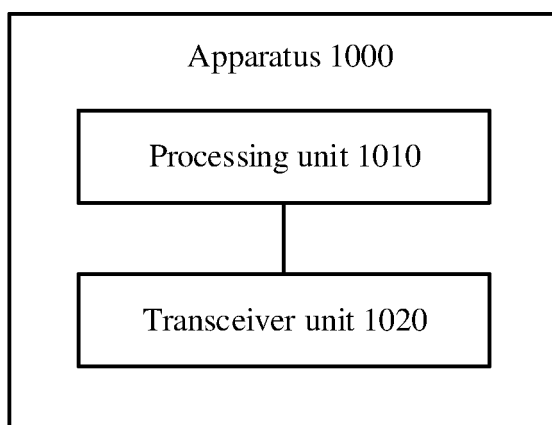 Apparatus 1000
Processing unit 1010
Transceiver unit 1020